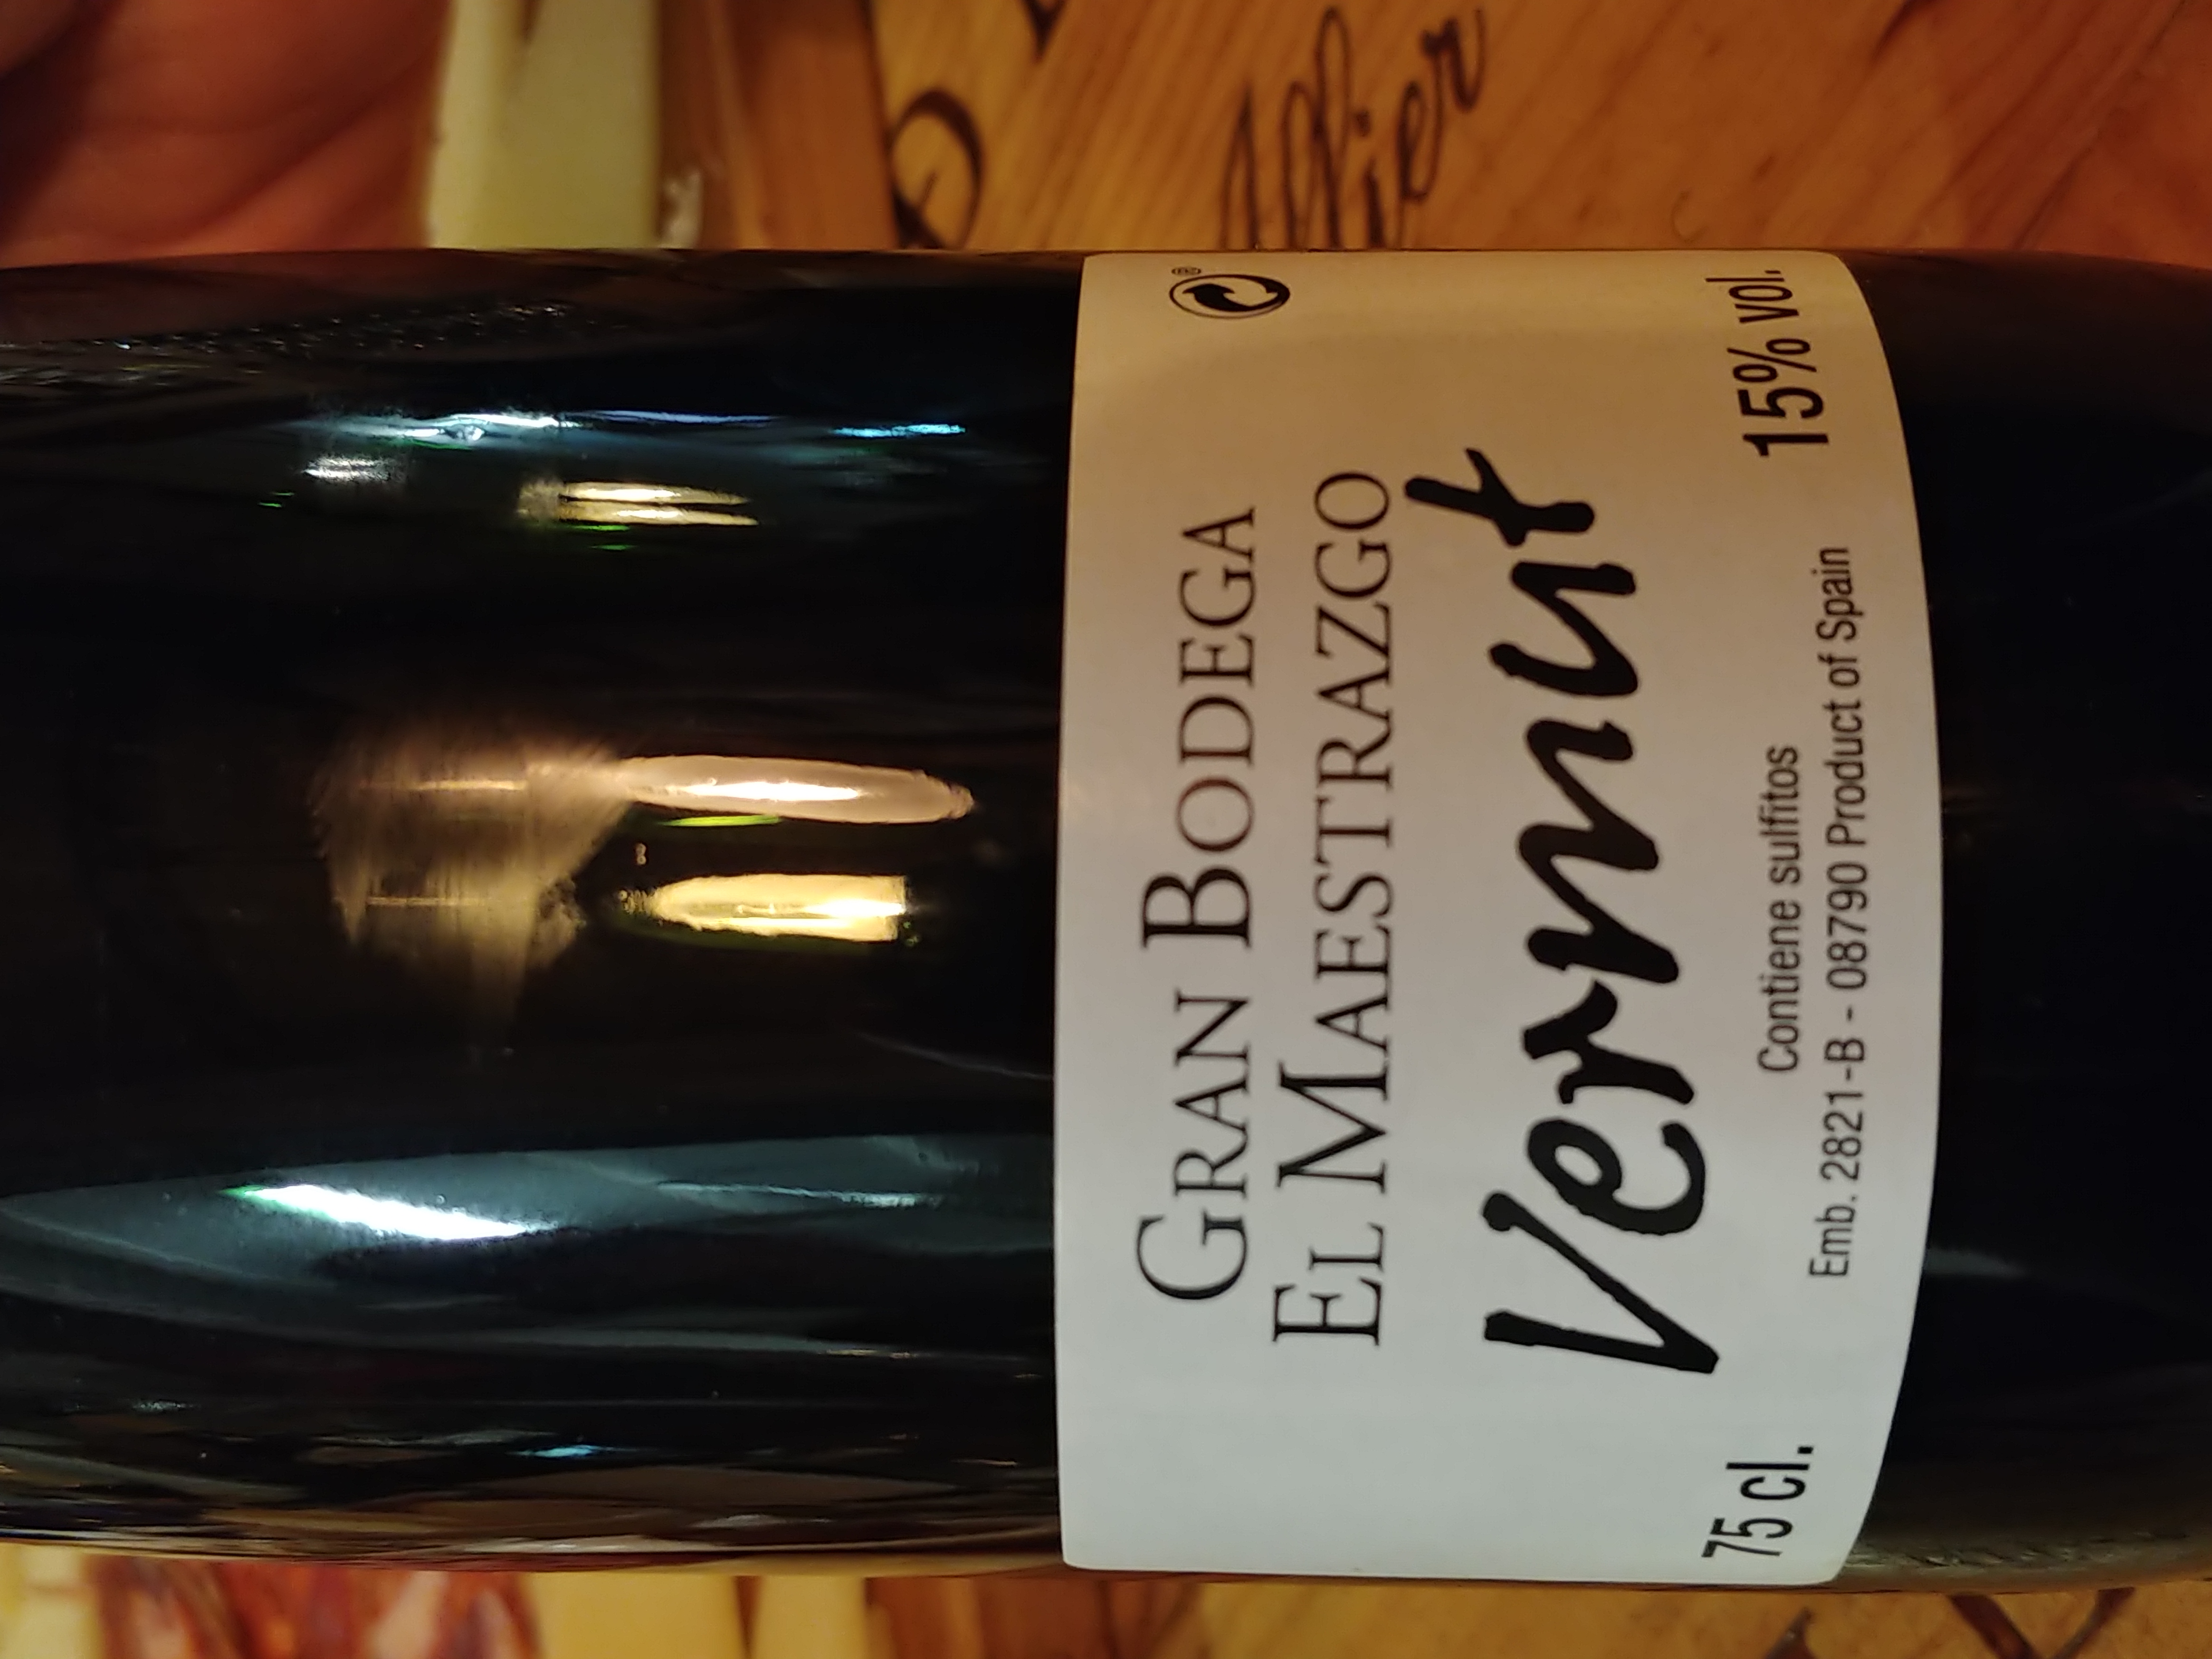 GRAN BODEGA
EL MAESTRAZGO
Vermut
Contiene sulfitos
75 cl.
Emb. 2821-B - 08790 Product of Spain
15% vol.